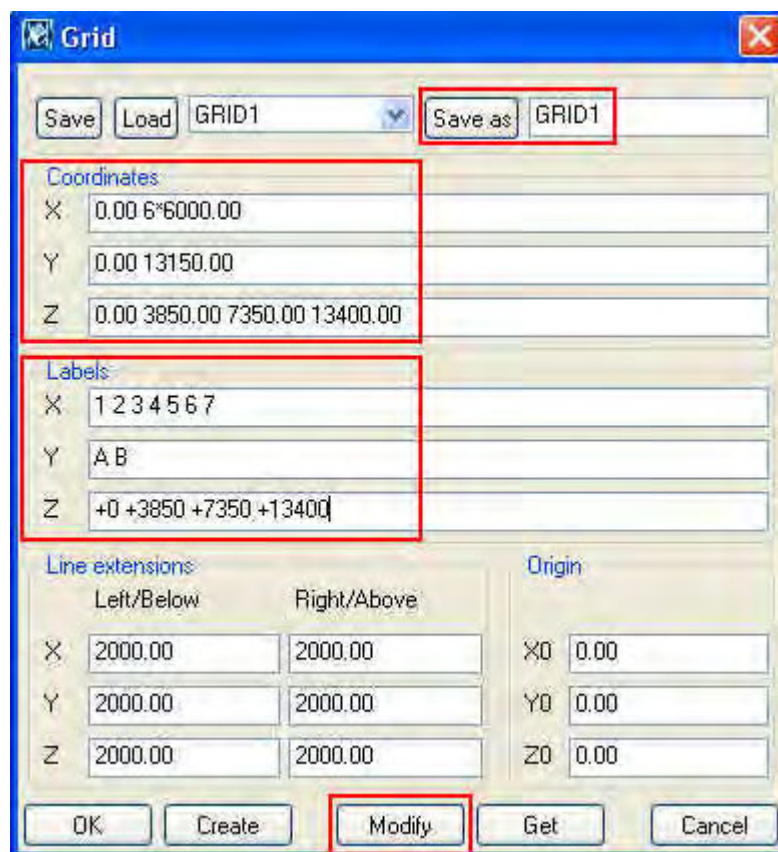 Grid
Save Load GRID1 Save as GRID1
Coordinates
X 0.00 6*6000.00
Y 0.00 13150.00
Z 0.00 3850.00 7350.00 13400.00
Labels
X 1 2 3 4 5 6 7
Y A B
Z +0 +3850 +7350 +13400
Line extensions Origin
Left/Below Right/Above
X 2000.00 2000.00 X0 0.00
Y 2000.00 2000.00 Y0 0.00
Z 2000.00 2000.00 Z0 0.00
OK Create Modify Get Cancel